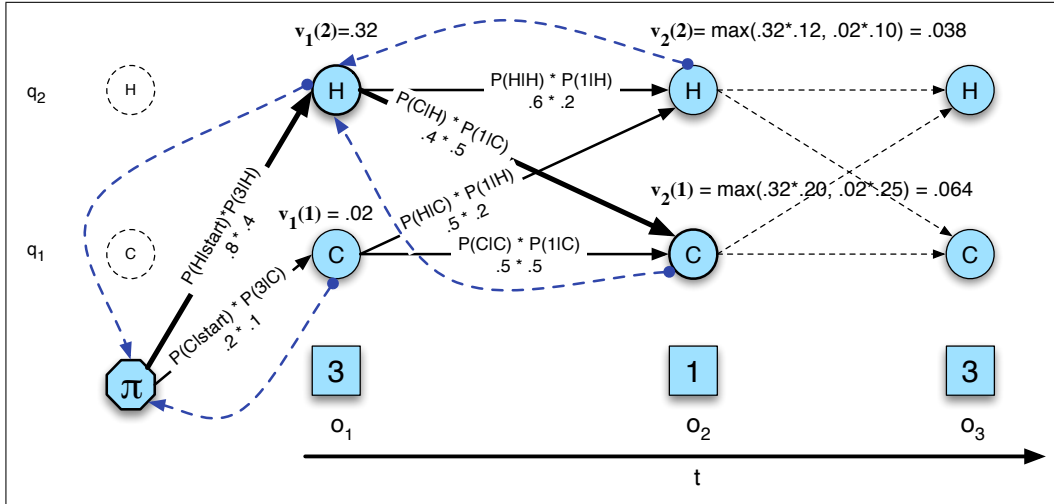 v₁(2)=.32
v₂(2)= max(.32*.12, .02*.10) = .038
q₂
H
H
P(H|H) * P(1|H)
.6 * .2
H
H
P(C|H) * P(1|C)
.4 * .5
P(H|start)*P(3|H)
.8 * .4
v₁(1) = .02
P(H|C) * P(1|H)
.5 * .2
v₂(1) = max(.32*.20, .02*.25) = .064
q₁
C
C
P(C|C) * P(1|C)
.5 * .5
C
C
P(C|start) * P(3|C)
.2 * .1
π
3
1
3
o₁
o₂
o₃
t